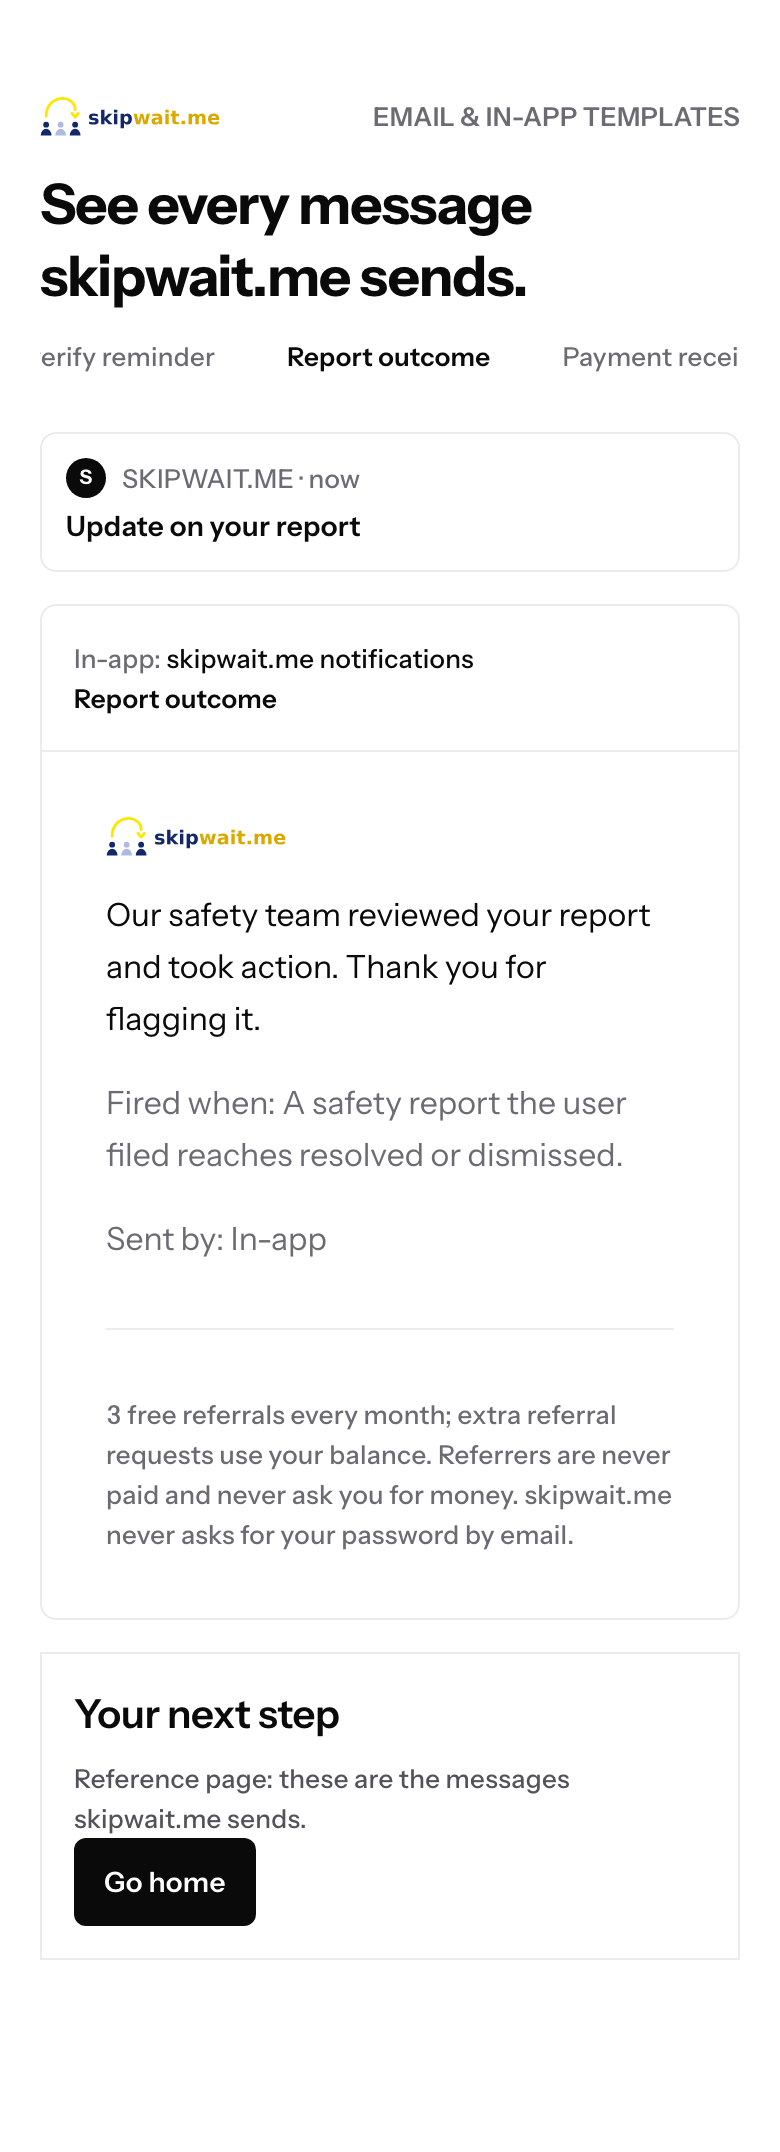 skipwait.me
EMAIL & IN-APP TEMPLATES
See every message
skipwait.me sends.
erify reminder
Report outcome
Payment recei
S
SKIPWAIT.ME · now
Update on your report
In-app: skipwait.me notifications
Report outcome
skipwait.me
Our safety team reviewed your report
and took action. Thank you for
flagging it.
Fired when: A safety report the user
filed reaches resolved or dismissed.
Sent by: In-app
3 free referrals every month; extra referral
requests use your balance. Referrers are never
paid and never ask you for money. skipwait.me
never asks for your password by email.
Your next step
Reference page: these are the messages
skipwait.me sends.
Go home